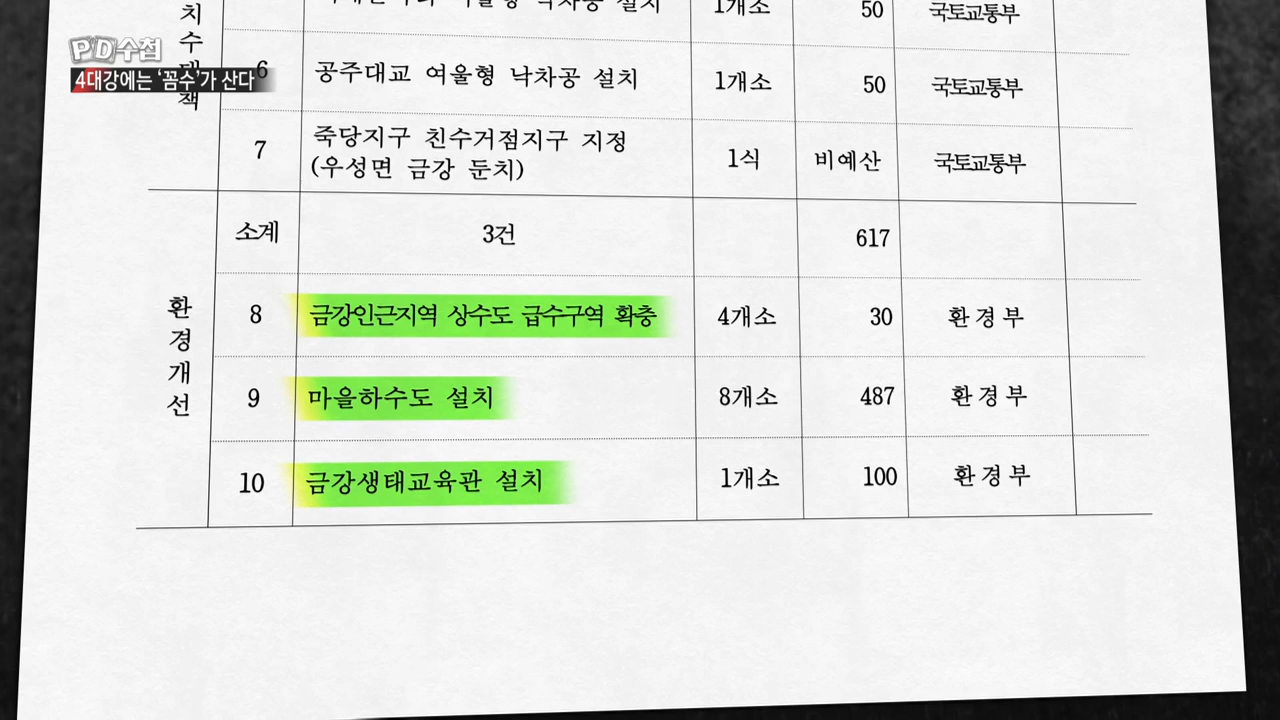 PD수첩
4대강에는 '꼼수'가 산다
치수대책
1개소 50 국토교통부
6 공주대교 여울형 낙차공 설치 1개소 50 국토교통부
7 죽당지구 친수거점지구 지정
(우성면 금강 둔치) 1식 비예산 국토교통부
소계 3건 617
환경개선
8 금강인근지역 상수도 급수구역 확충 4개소 30 환경부
9 마을하수도 설치 8개소 487 환경부
10 금강생태교육관 설치 1개소 100 환경부